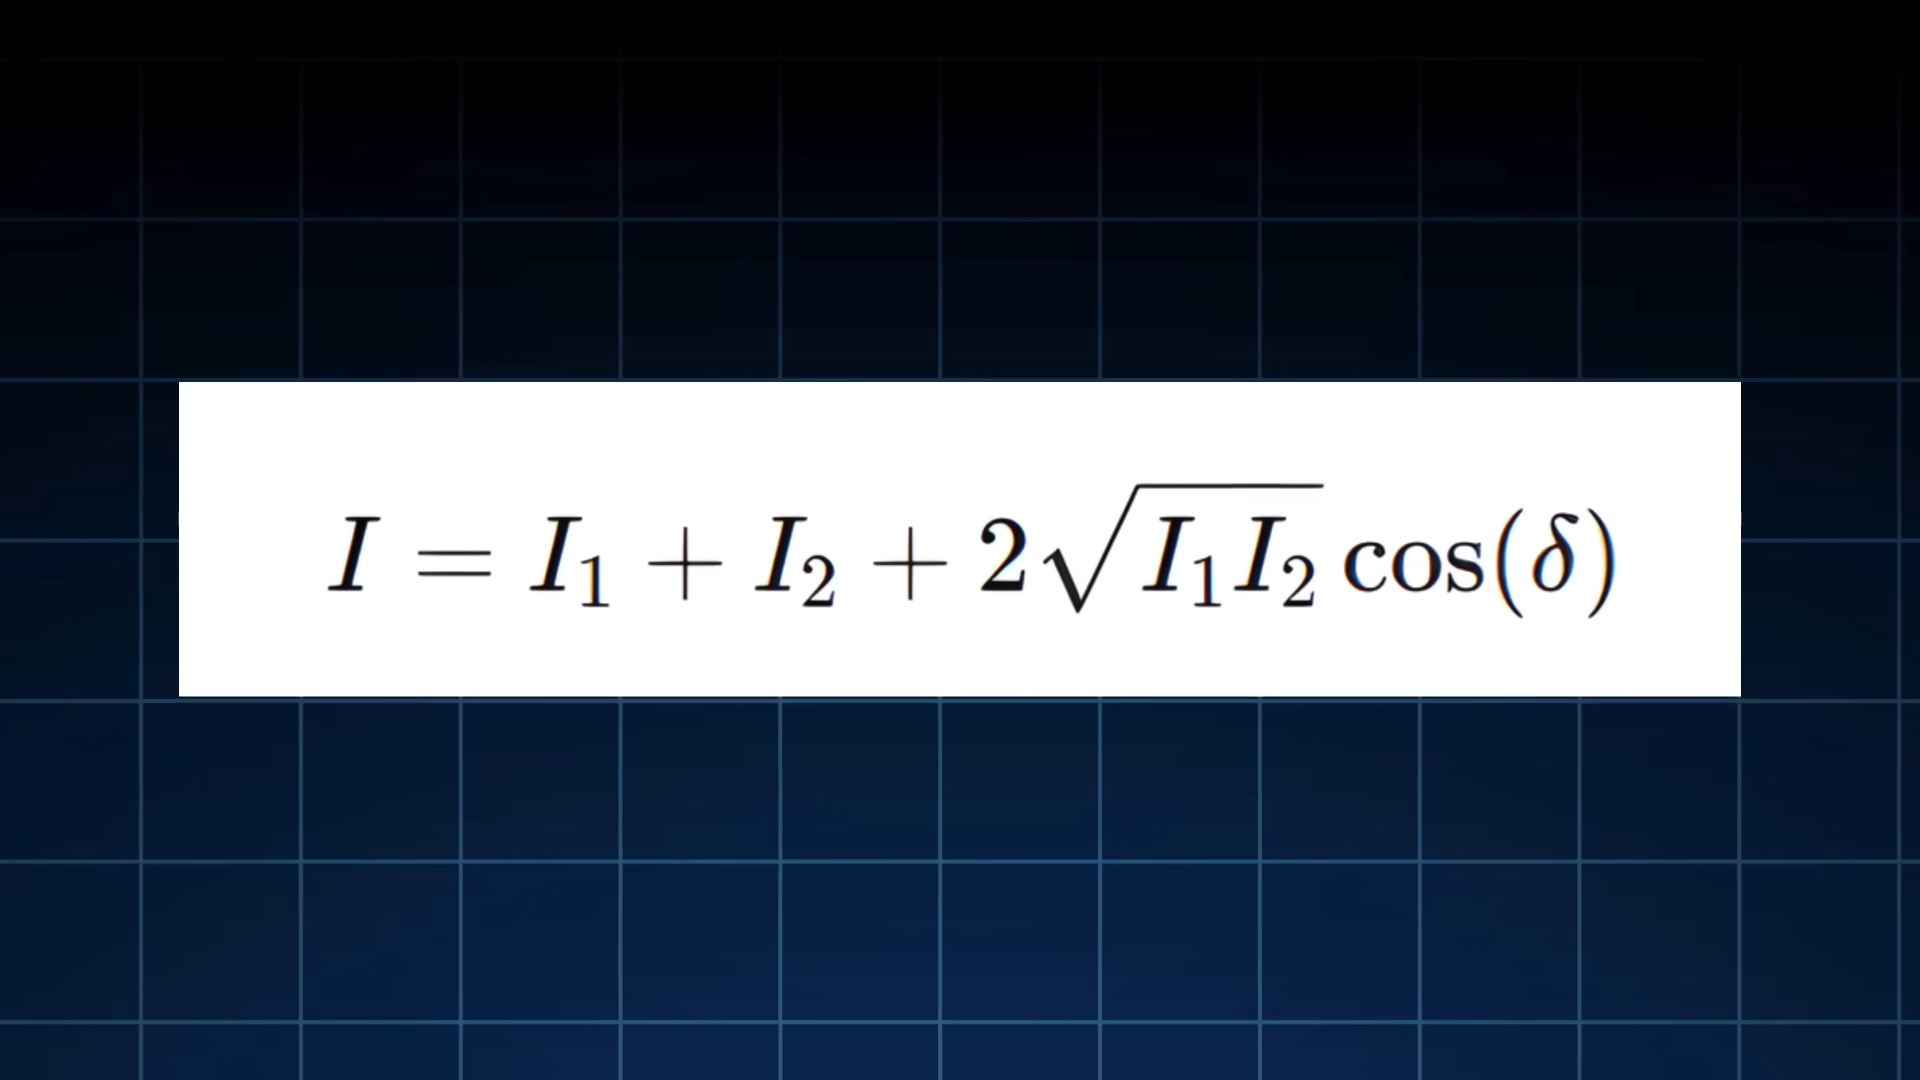 I = I₁ + I₂ + 2√(I₁I₂) cos(δ)